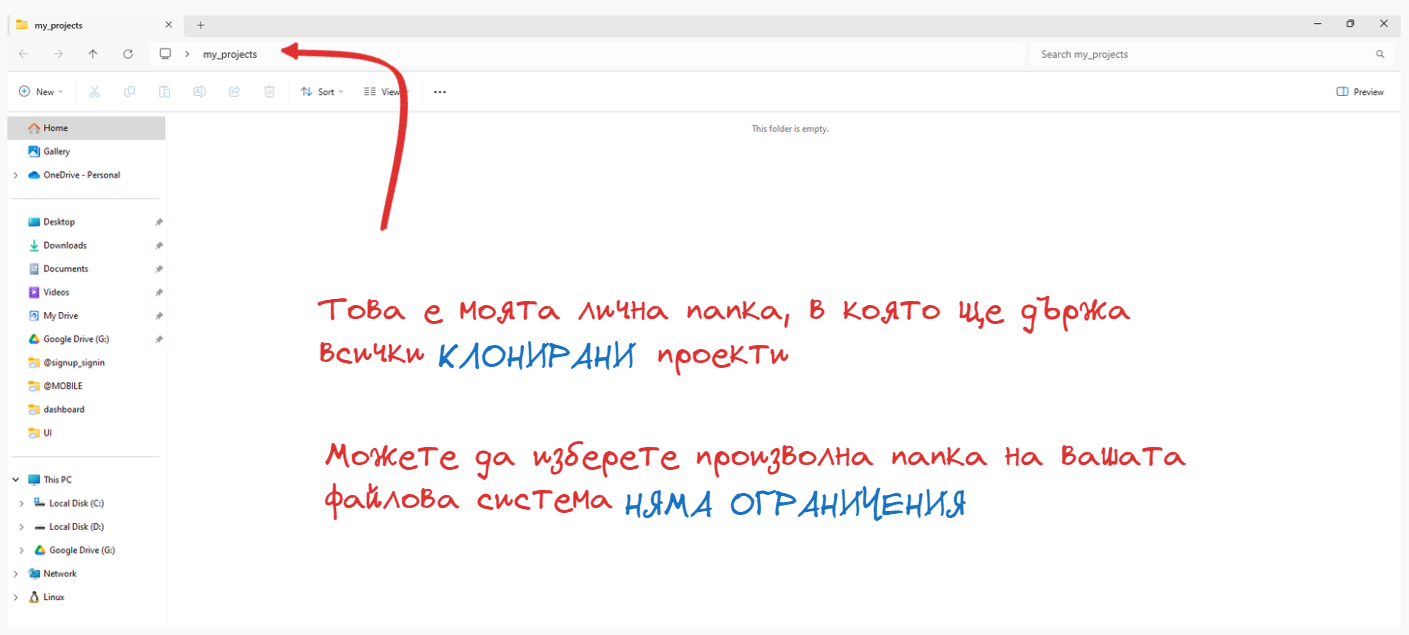 my_projects
my_projects
Search my_projects
New
Sort
View
Preview
This folder is empty.
Home
Gallery
OneDrive - Personal
Desktop
Downloads
Documents
Videos
My Drive
Google Drive (G:)
@signup_signin
@MOBILE
dashboard
UI
This PC
Local Disk (C:)
Local Disk (D:)
Google Drive (G:)
Network
Linux
Това е моята лична папка, в която ще държа
всички КЛОНИРАНИ проекти
Можете да изберете произволна папка на вашата
файлова система НЯМА ОГРАНИЧЕНИЯ